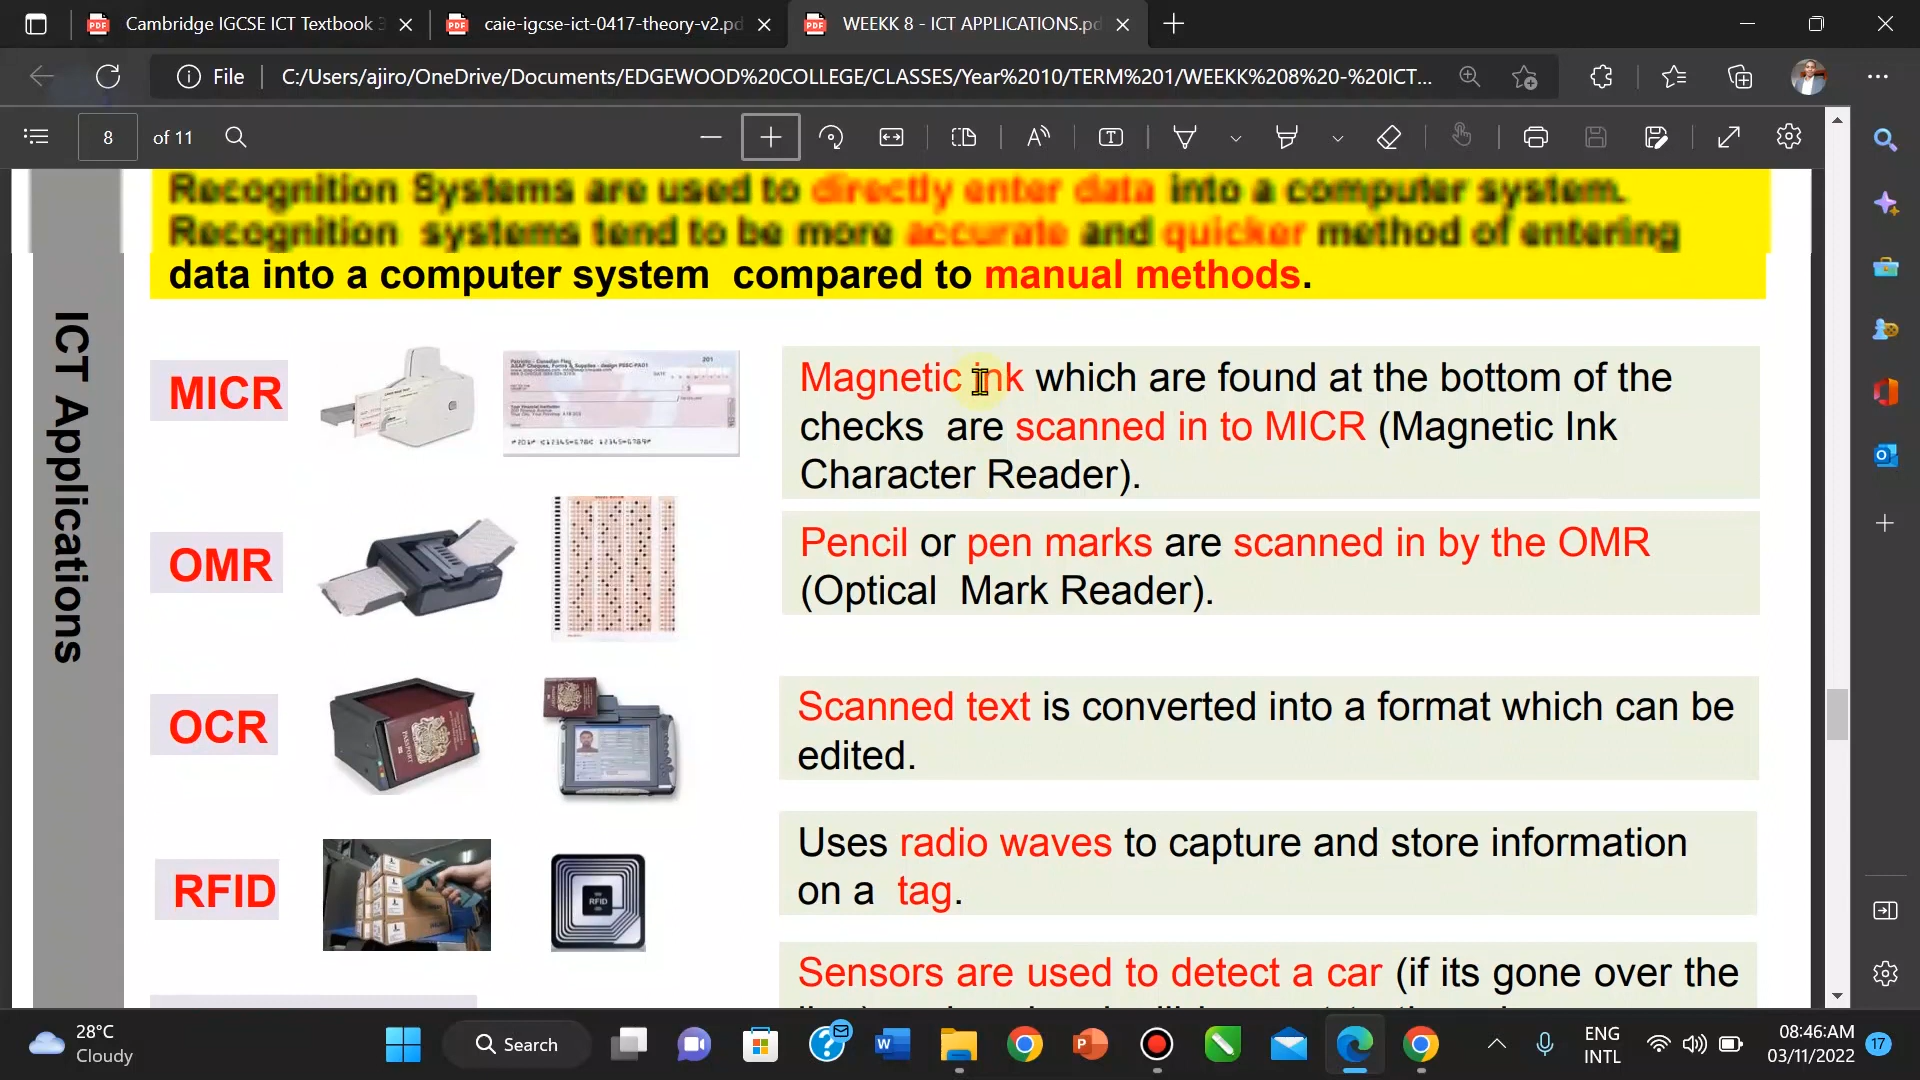 Cambridge IGCSE ICT Textbook 3
caie-igcse-ict-0417-theory-v2.pd
WEEKK 8 - ICT APPLICATIONS.pd
File
C:/Users/ajiro/OneDrive/Documents/EDGEWOOD%20COLLEGE/CLASSES/Year%2010/TERM%201/WEEKK%208%20-%20ICT...
8 of 11
Recognition Systems are used to directly enter data into a computer system.
Recognition systems tend to be more accurate and quicker method of entering
data into a computer system compared to manual methods.
ICT Applications
MICR
201
Magnetic ink which are found at the bottom of the
checks are scanned in to MICR (Magnetic Ink
Character Reader).
OMR
Pencil or pen marks are scanned in by the OMR
(Optical Mark Reader).
OCR
PASSPORT
Scanned text is converted into a format which can be
edited.
RFID
RFID
Uses radio waves to capture and store information
on a tag.
Sensors are used to detect a car (if its gone over the
28°C
Cloudy
Search
ENG
INTL
08:46:AM
03/11/2022
17